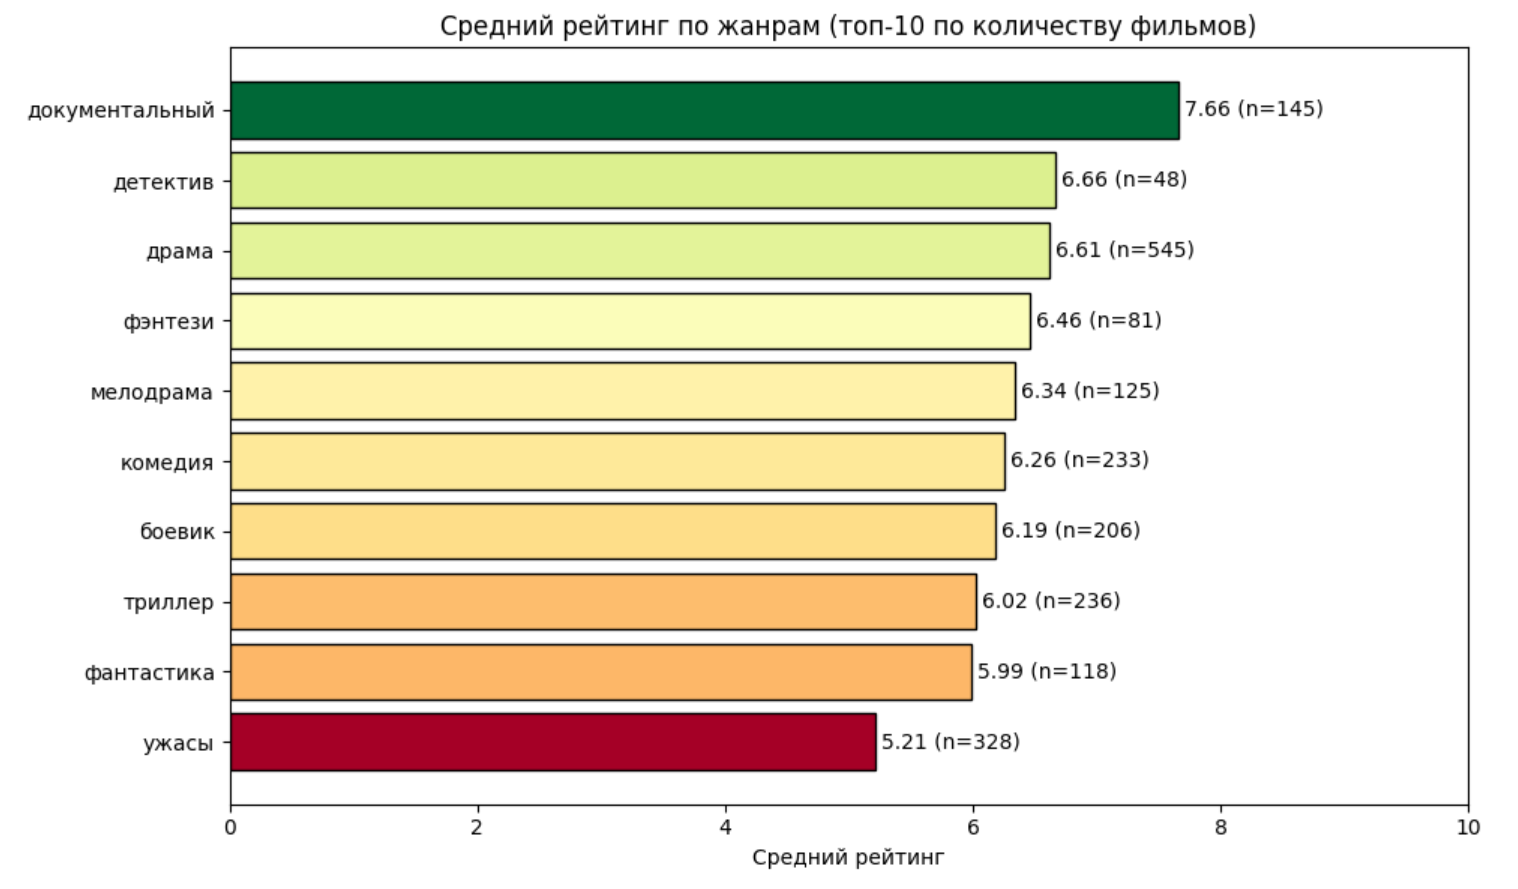 Средний рейтинг по жанрам (топ-10 по количеству фильмов)
документальный 7.66 (n=145)
детектив 6.66 (n=48)
драма 6.61 (n=545)
фэнтези 6.46 (n=81)
мелодрама 6.34 (n=125)
комедия 6.26 (n=233)
боевик 6.19 (n=206)
триллер 6.02 (n=236)
фантастика 5.99 (n=118)
ужасы 5.21 (n=328)
0 2 4 6 8 10
Средний рейтинг